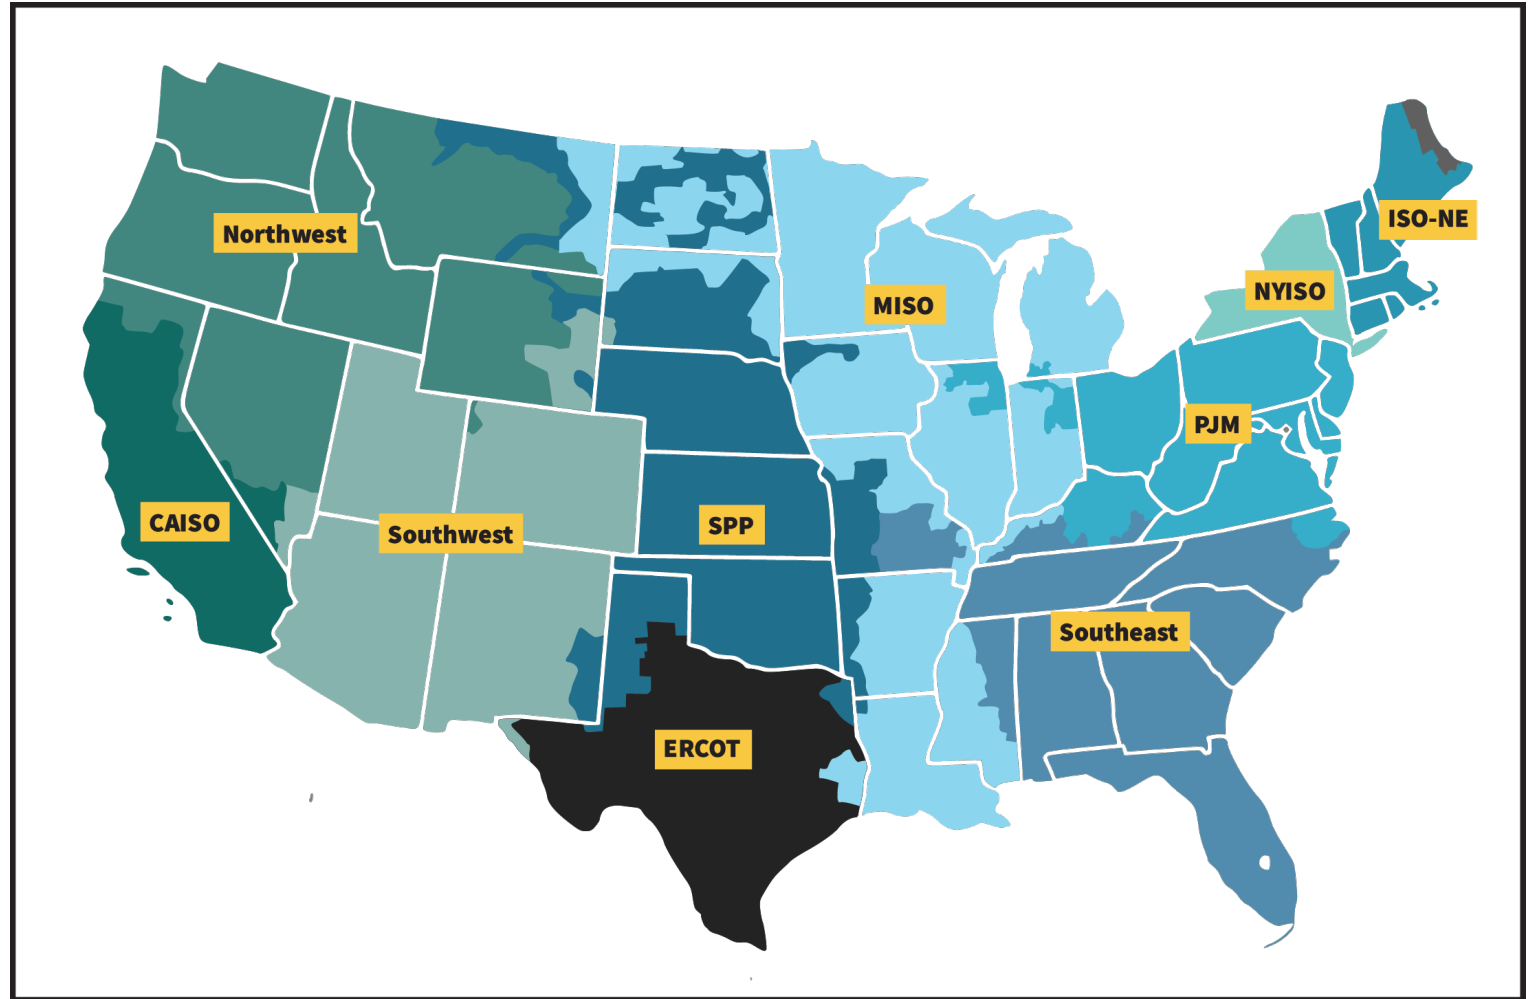 Northwest
ISO-NE
NYISO
MISO
PJM
CAISO
Southwest
SPP
Southeast
ERCOT